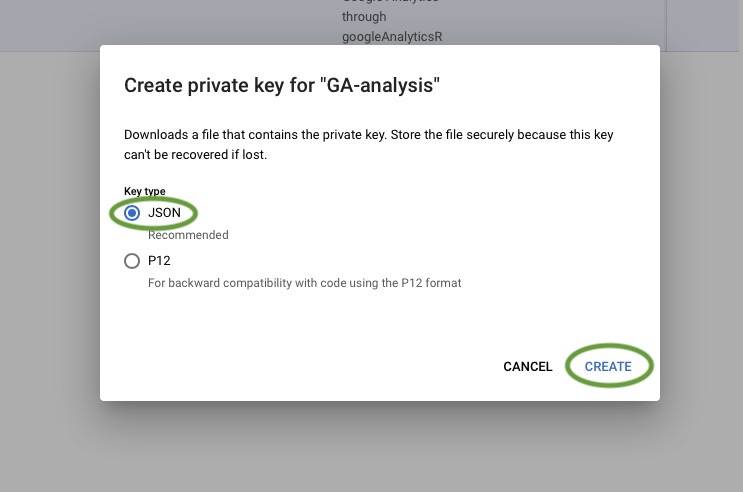 Google Analytics
through
googleAnalyticsR
Create private key for "GA-analysis"
Downloads a file that contains the private key. Store the file securely because this key
can't be recovered if lost.
Key type
JSON
Recommended
P12
For backward compatibility with code using the P12 format
CANCEL
CREATE